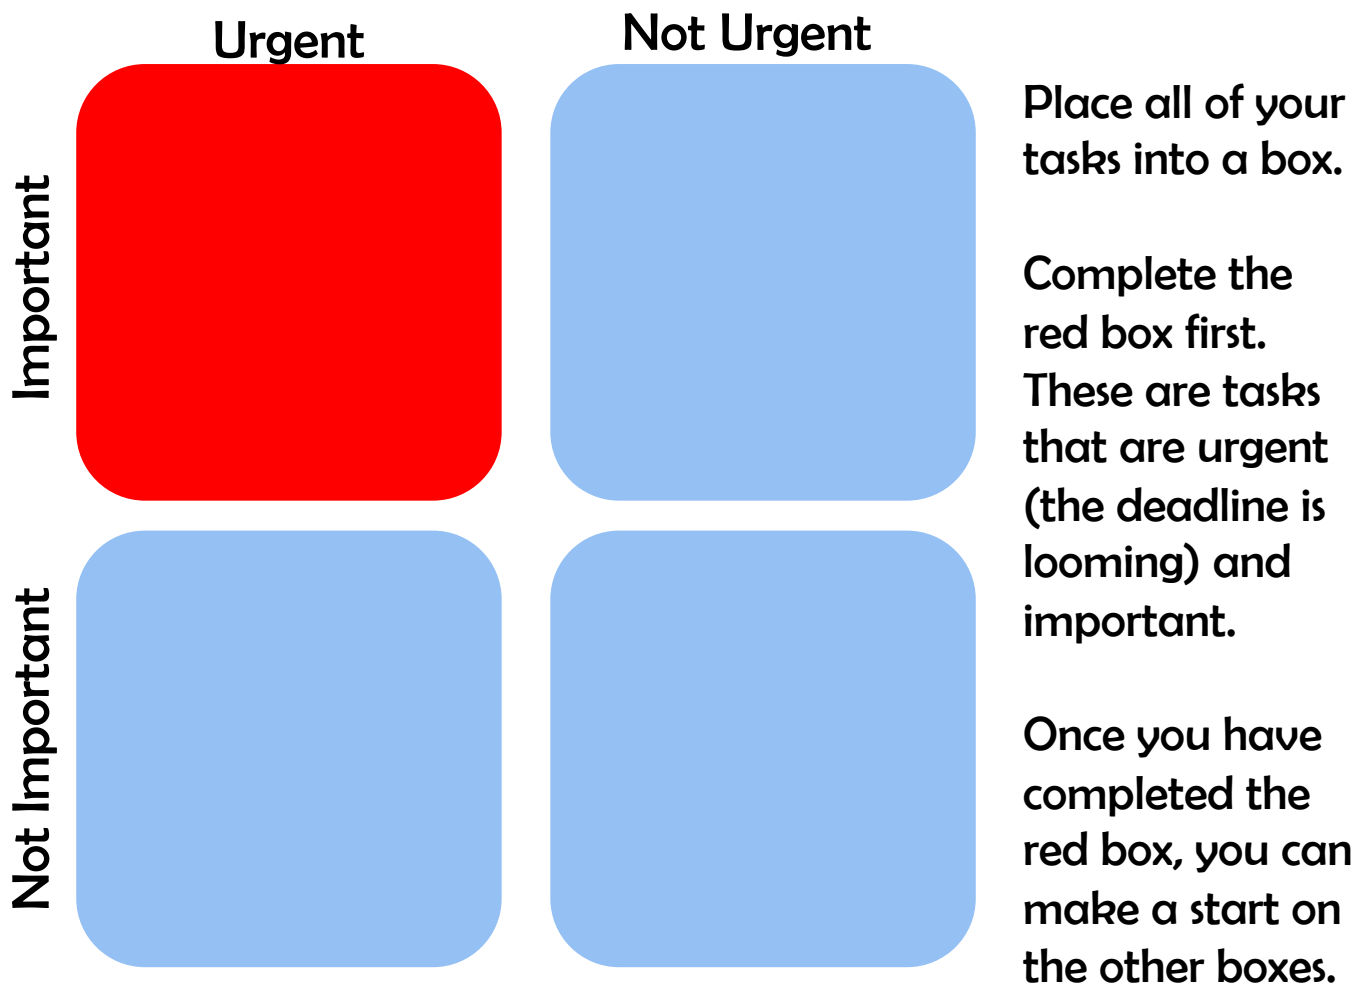 Urgent
Not Urgent
Important
Not Important
Place all of your
tasks into a box.
Complete the
red box first.
These are tasks
that are urgent
(the deadline is
looming) and
important.
Once you have
completed the
red box, you can
make a start on
the other boxes.